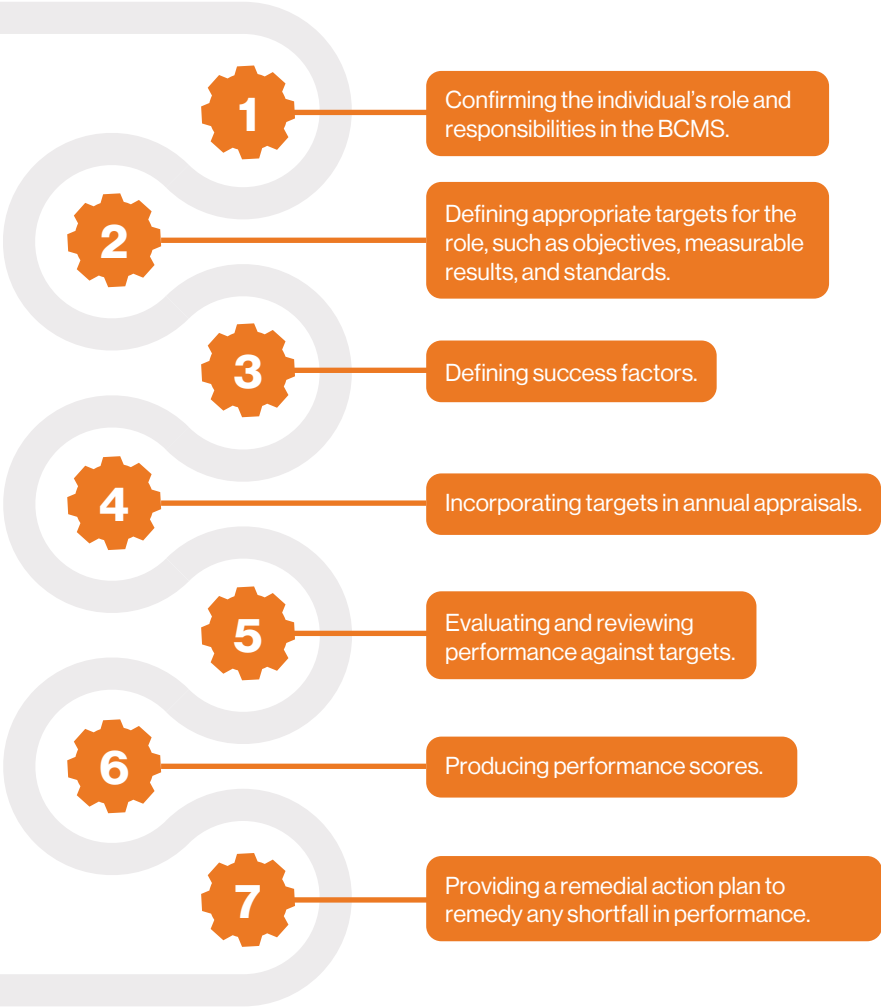 1
Confirming the individual's role and
responsibilities in the BCMS.
2
Defining appropriate targets for the
role, such as objectives, measurable
results, and standards.
3
Defining success factors.
4
Incorporating targets in annual appraisals.
5
Evaluating and reviewing
performance against targets.
6
Producing performance scores.
7
Providing a remedial action plan to
remedy any shortfall in performance.